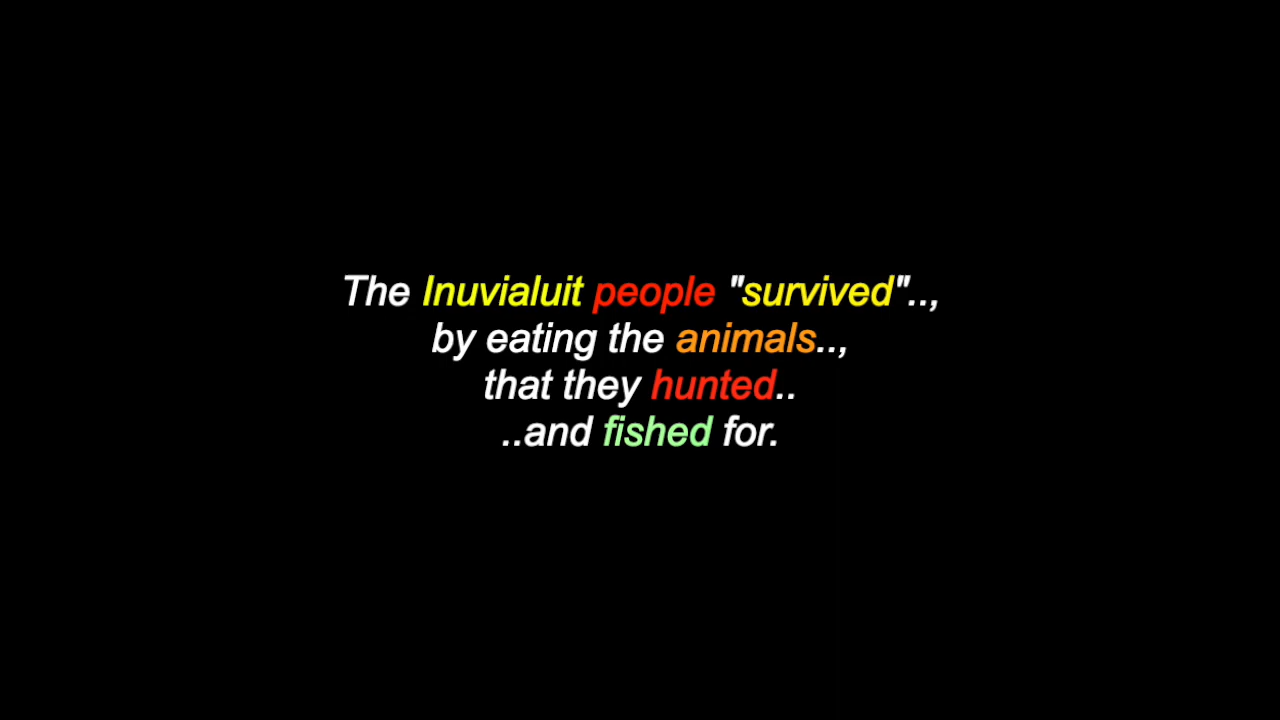 The Inuvialuit people "survived"..,
by eating the animals..,
that they hunted..
..and fished for.